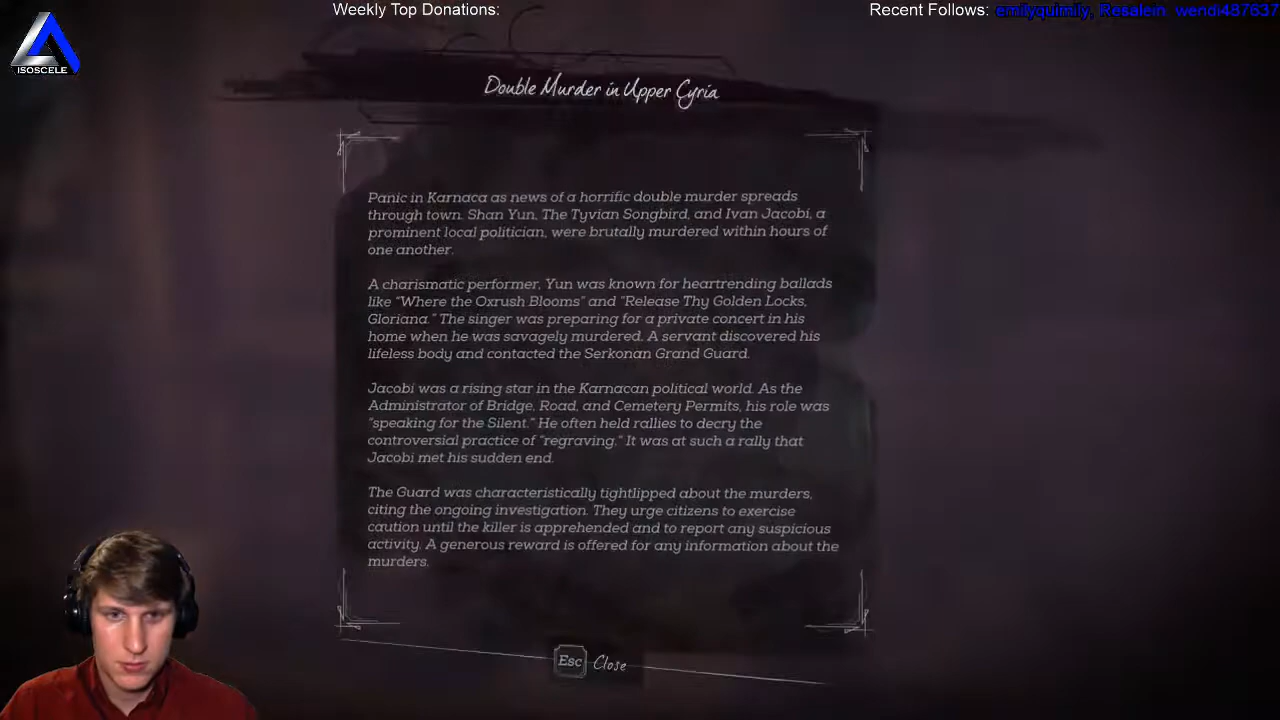 Weekly Top Donations:
Recent Follows: emilyquimily, Resalein wendi487637
ISOSCELE
Double Murder in Upper Cyria
Panic in Karnaca as news of a horrific double murder spreads
through town. Shan Yun, The Tyvian Songbird, and Ivan Jacobi, a
prominent local politician, were brutally murdered within hours of
one another.
A charismatic performer, Yun was known for heartrending ballads
like “Where the Oxrush Blooms” and “Release Thy Golden Locks,
Gloriana.” The singer was preparing for a private concert in his
home when he was savagely murdered. A servant discovered his
lifeless body and contacted the Serkonan Grand Guard.
Jacobi was a rising star in the Karnacan political world. As the
Administrator of Bridge, Road, and Cemetery Permits, his role was
“speaking for the Silent.” He often held rallies to decry the
controversial practice of “regraving.” It was at such a rally that
Jacobi met his sudden end.
The Guard was characteristically tightlipped about the murders,
citing the ongoing investigation. They urge citizens to exercise
caution until the killer is apprehended and to report any suspicious
activity. A generous reward is offered for any information about the
murders.
Esc Close